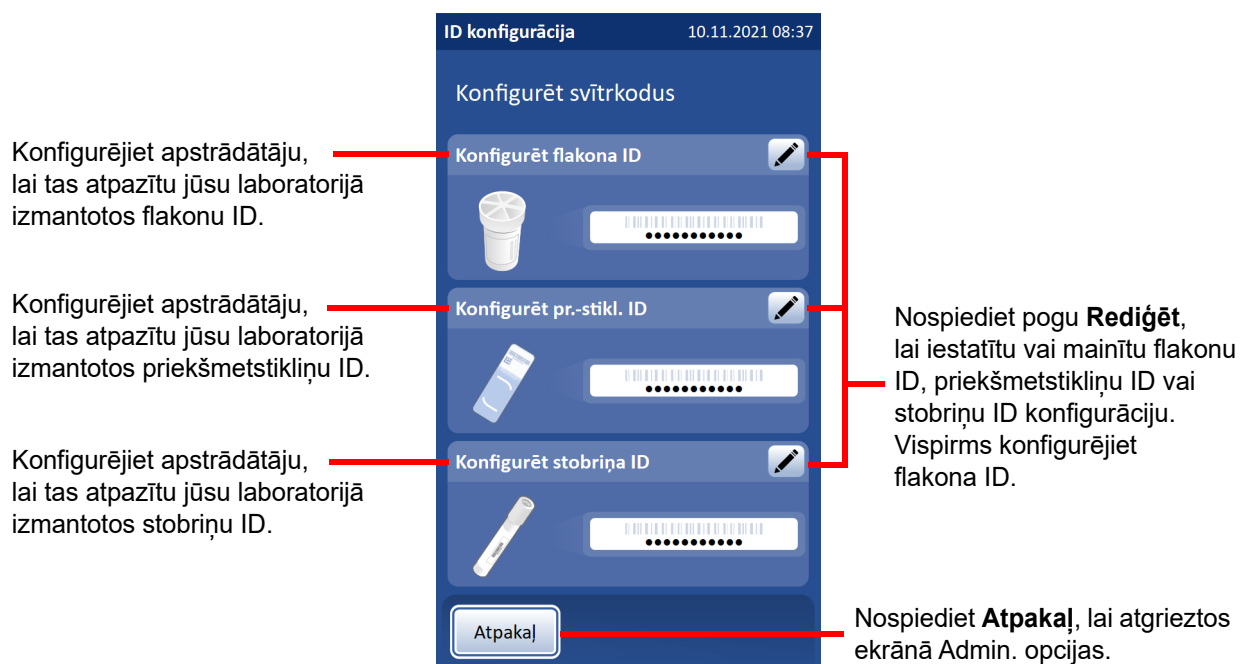 ID konfigurācija
10.11.2021 08:37
Konfigurēt svītrkodus
Konfigurējiet apstrādātāju,
lai tas atpazītu jūsu laboratorijā
izmantotos flakonu ID.
Konfigurēt flakona ID
Konfigurējiet apstrādātāju,
lai tas atpazītu jūsu laboratorijā
izmantotos priekšmetstikliņu ID.
Konfigurēt pr.-stikl. ID
Nospiediet pogu Rediģēt,
lai iestatītu vai mainītu flakonu
ID, priekšmetstikliņu ID vai
stobriņu ID konfigurāciju.
Vispirms konfigurējiet
flakona ID.
Konfigurējiet apstrādātāju,
lai tas atpazītu jūsu laboratorijā
izmantotos stobriņu ID.
Konfigurēt stobriņa ID
Atpakaļ
Nospiediet Atpakaļ, lai atgrieztos
ekrānā Admin. opcijas.